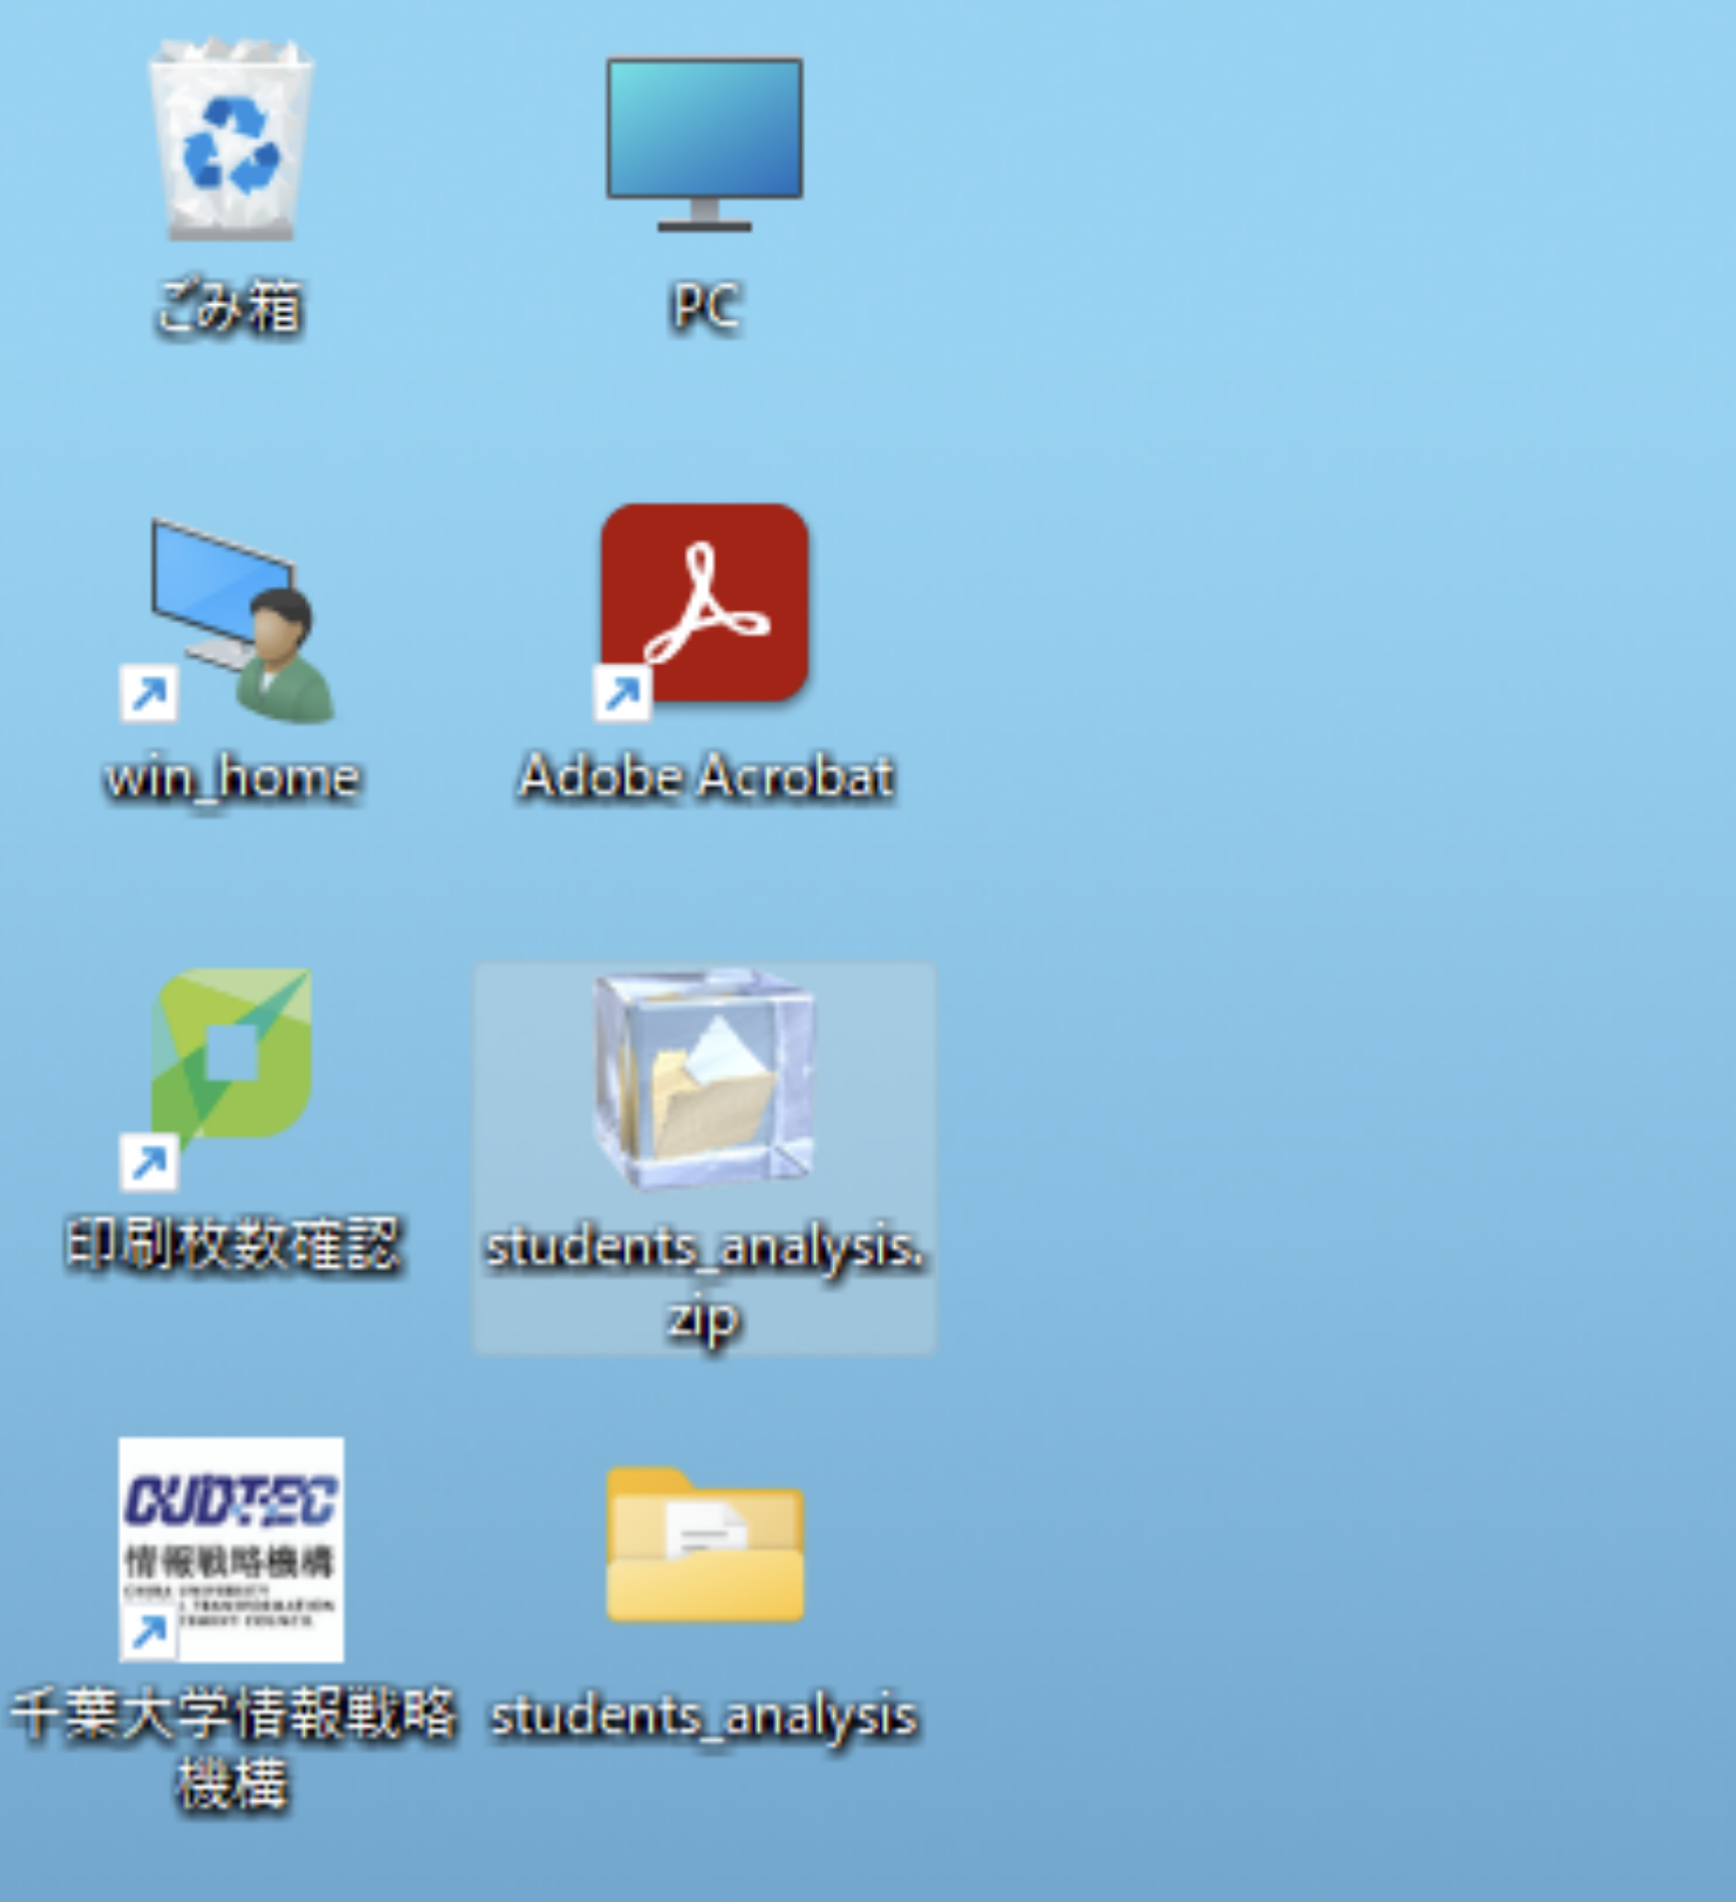 ごみ箱
PC
win_home
Adobe Acrobat
印刷枚数確認
students_analysis.
zip
CUDTEC
情報戦略機構
千葉大学情報戦略
機構
students_analysis